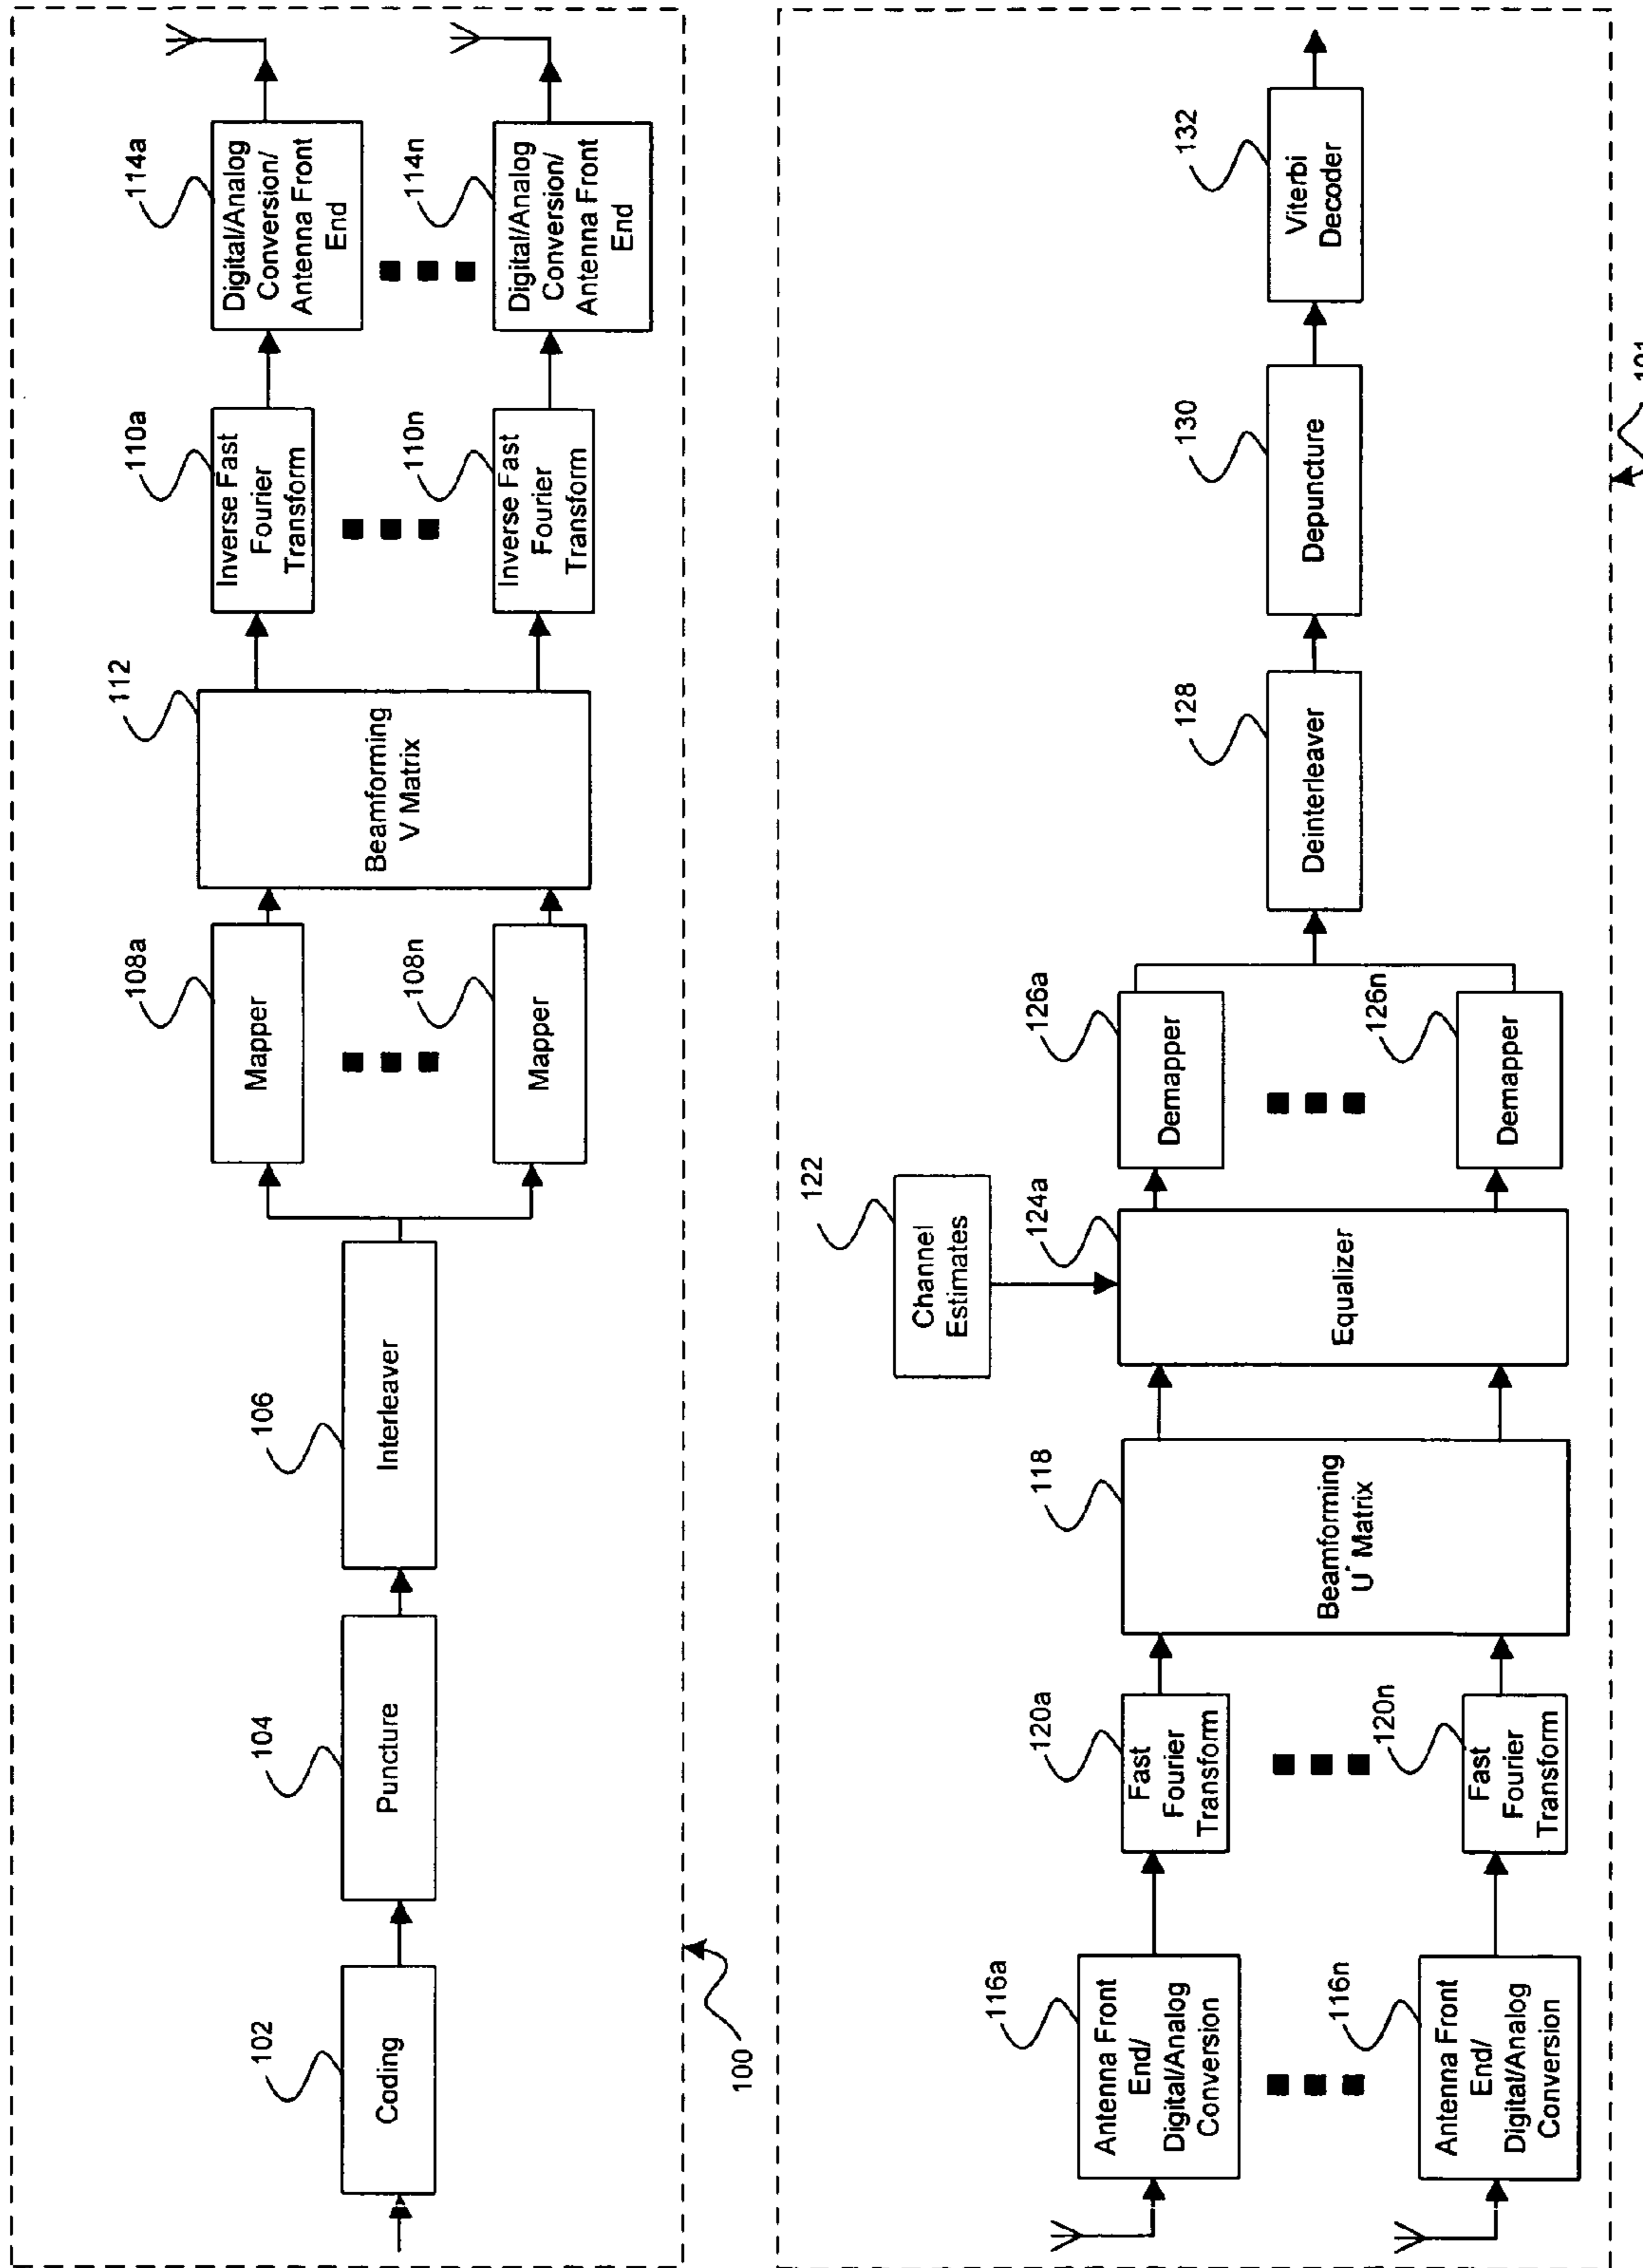 102
Coding
104
Puncture
106
Interleaver
108a
Mapper
108n
Mapper
112
Beamforming
V Matrix
110a
Inverse Fast
Fourier
Transform
110n
Inverse Fast
Fourier
Transform
114a
Digital/Analog
Conversion/
Antenna Front
End
114n
Digital/Analog
Conversion/
Antenna Front
End
100
116a
Antenna Front
End/
Digital/Analog
Conversion
116n
Antenna Front
End/
Digital/Analog
Conversion
120a
Fast
Fourier
Transform
120n
Fast
Fourier
Transform
118
Beamforming
U* Matrix
122
Channel
Estimates
124a
Equalizer
126a
Demapper
126n
Demapper
128
Deinterleaver
130
Depuncture
132
Viterbi
Decoder